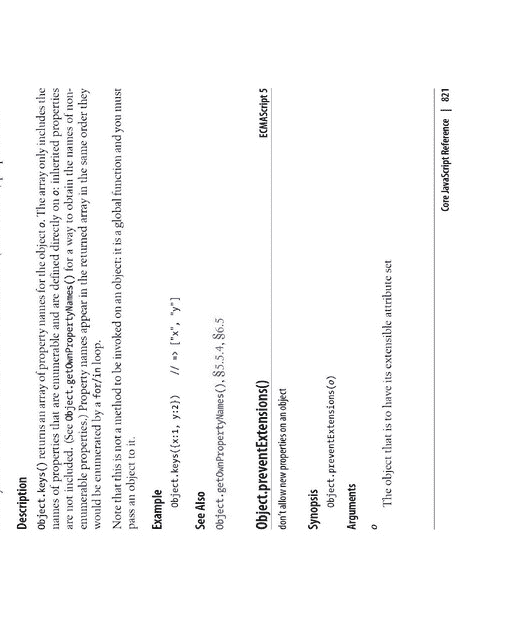 Description
Object.keys() returns an array of property names for the object o. The array only includes the
names of properties that are enumerable and are defined directly on o: inherited properties
are not included. (See Object.getOwnPropertyNames() for a way to obtain the names of non-
enumerable properties.) Property names appear in the returned array in the same order they
would be enumerated by a for/in loop.
Note that this is not a method to be invoked on an object: it is a global function and you must
pass an object to it.
Example
Object.keys({x:1, y:2}) // => ["x", "y"]
See Also
Object.getOwnPropertyNames(), §5.5.4, §6.5
Object.preventExtensions() ECMAScript 5
don't allow new properties on an object
Synopsis
Object.preventExtensions(o)
Arguments
o
The object that is to have its extensible attribute set
Core JavaScript Reference | 821